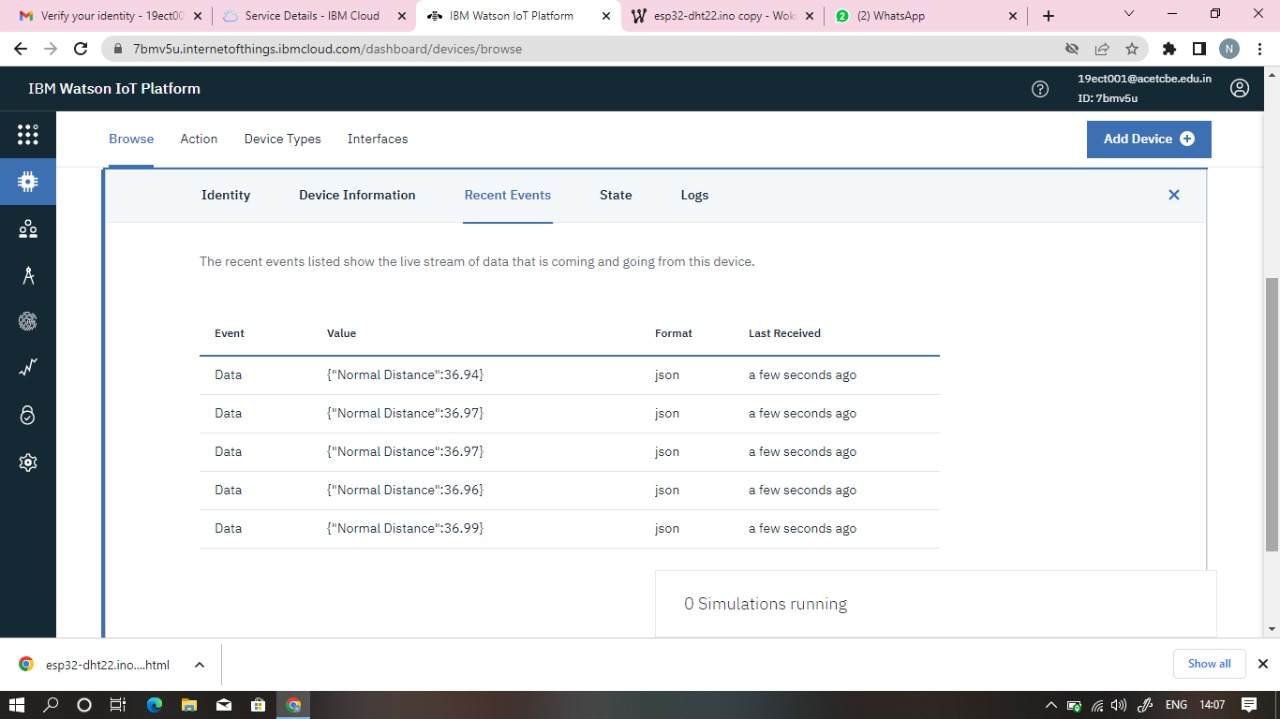 Verify your identity - 19ect00
Service Details - IBM Cloud
IBM Watson IoT Platform
esp32-dht22.ino copy - Wok
(2) WhatsApp
7bmv5u.internetofthings.ibmcloud.com/dashboard/devices/browse
N
IBM Watson IoT Platform
19ect001@acetcbe.edu.in
ID: 7bmv5u
Browse Action Device Types Interfaces
Add Device
Identity Device Information Recent Events State Logs
The recent events listed show the live stream of data that is coming and going from this device.
Event Value Format Last Received
Data {"Normal Distance":36.94} json a few seconds ago
Data {"Normal Distance":36.97} json a few seconds ago
Data {"Normal Distance":36.97} json a few seconds ago
Data {"Normal Distance":36.96} json a few seconds ago
Data {"Normal Distance":36.99} json a few seconds ago
0 Simulations running
esp32-dht22.ino....html
Show all
ENG 14:07